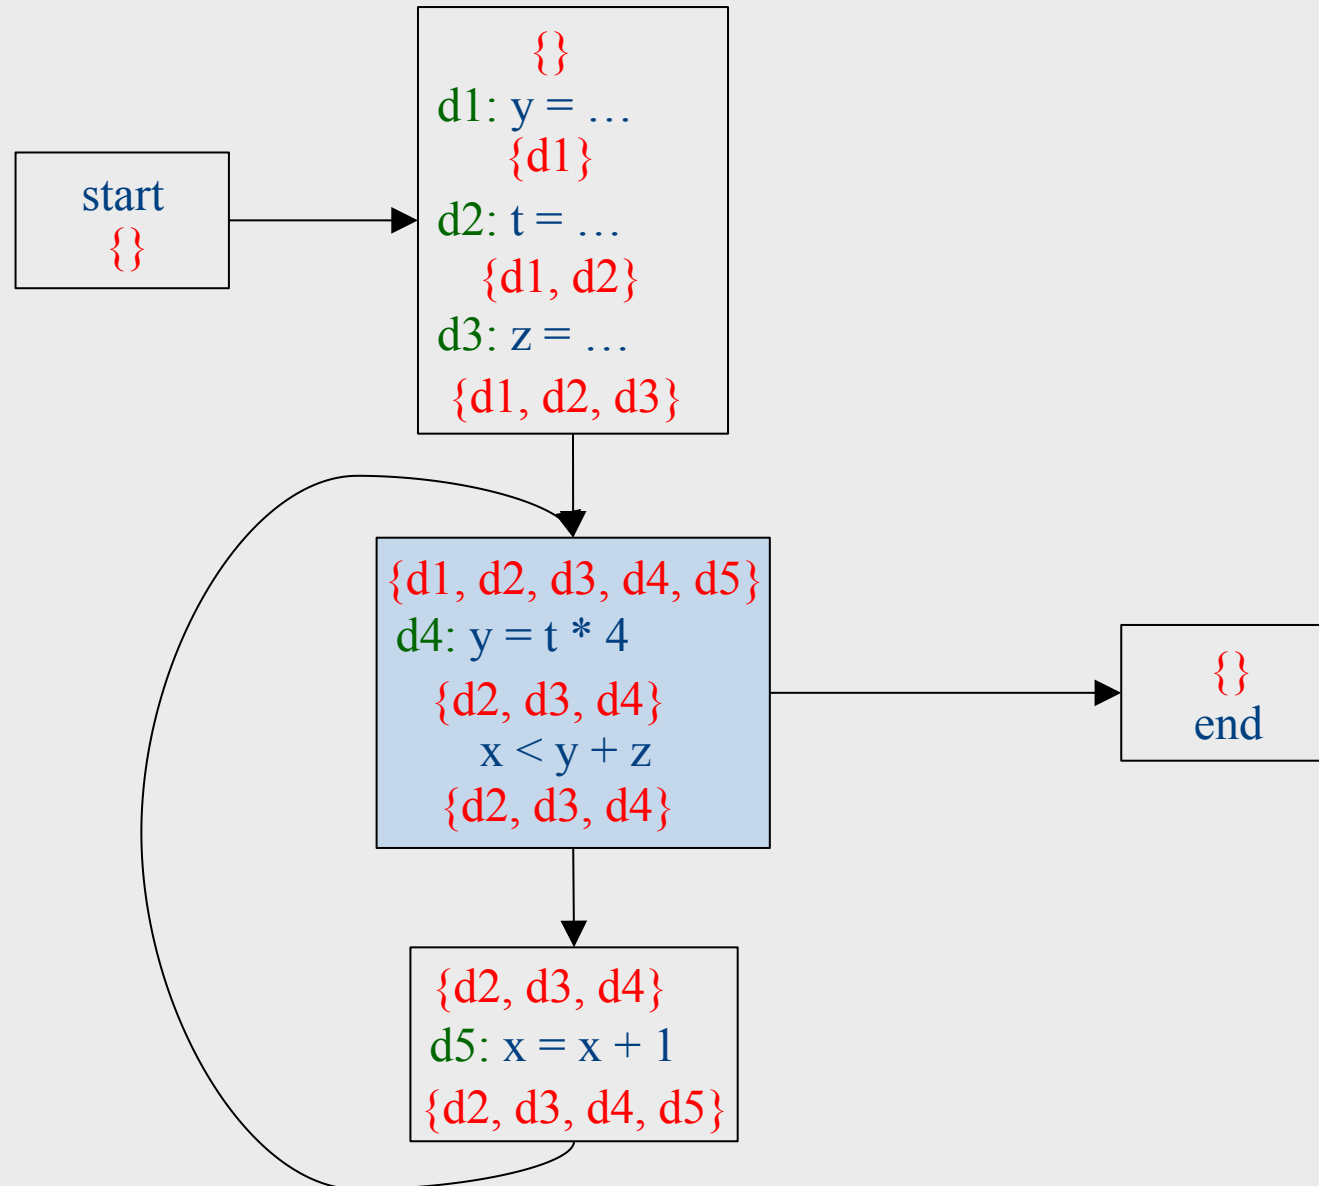 start
{}
{}
d1: y = …
{d1}
d2: t = …
{d1, d2}
d3: z = …
{d1, d2, d3}
{d1, d2, d3, d4, d5}
d4: y = t * 4
{d2, d3, d4}
x < y + z
{d2, d3, d4}
{}
end
{d2, d3, d4}
d5: x = x + 1
{d2, d3, d4, d5}